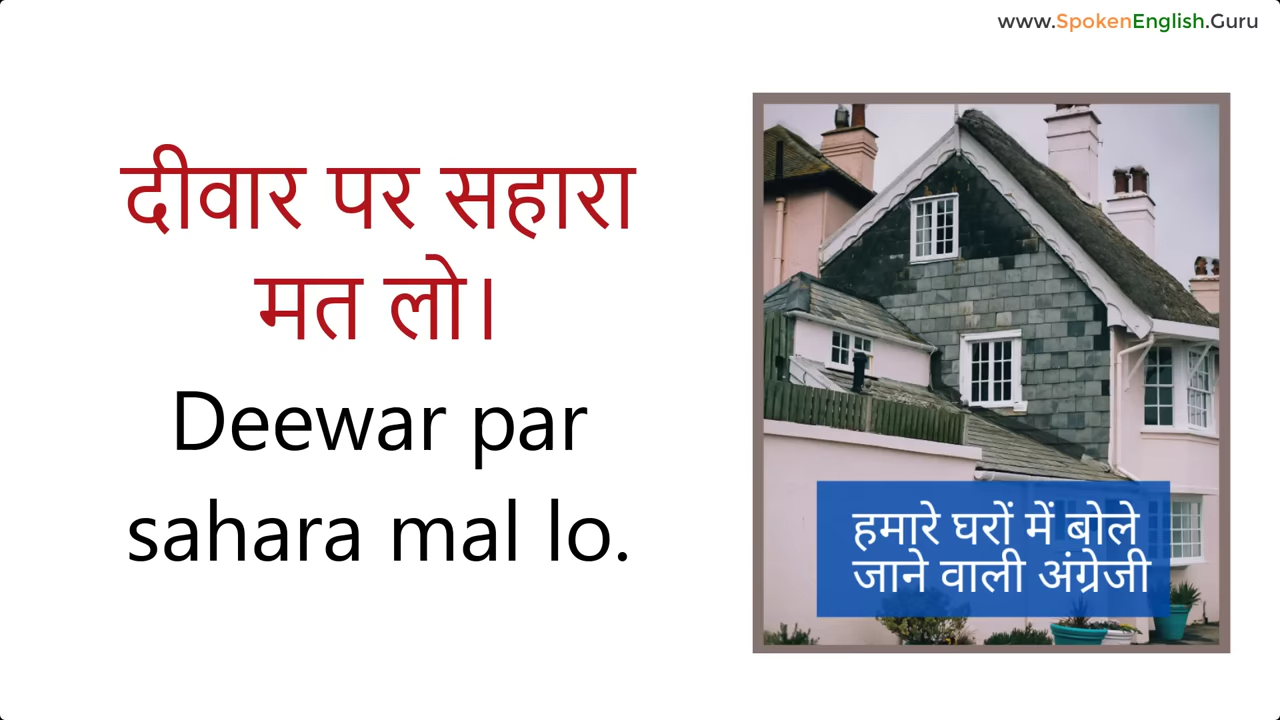 www.SpokenEnglish.Guru
दीवार पर सहारा
मत लो।
Deewar par
sahara mal lo.
हमारे घरों में बोले
जाने वाली अंग्रेजी